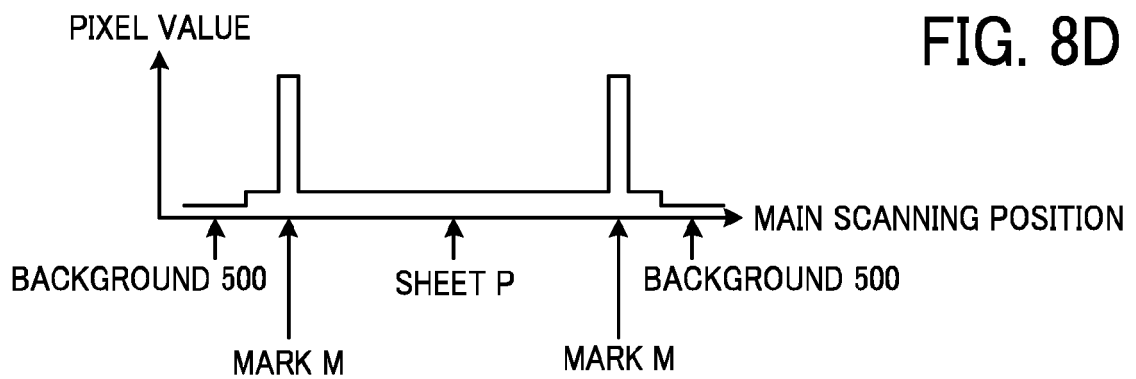 FIG. 8D
PIXEL VALUE
MAIN SCANNING POSITION
BACKGROUND 500
SHEET P
BACKGROUND 500
MARK M
MARK M